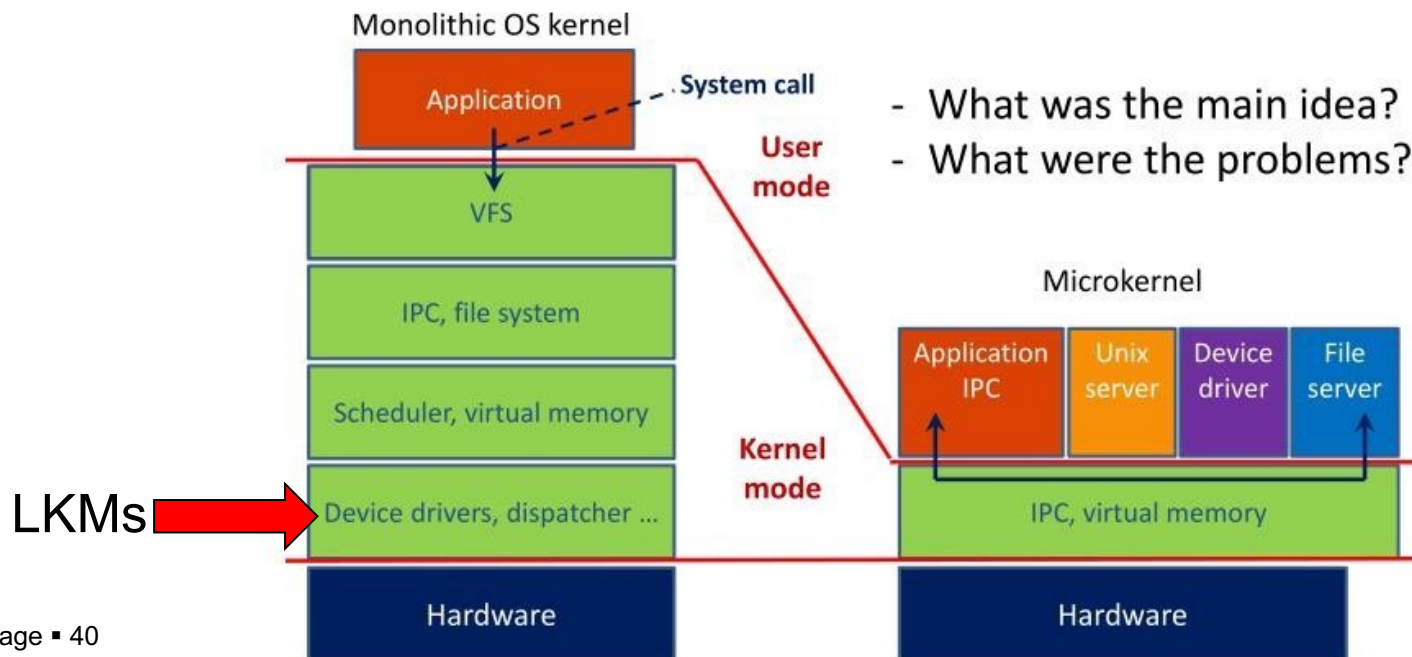 Monolithic OS kernel
Application
System call
- What was the main idea?
- What were the problems?
User
mode
VFS
IPC, file system
Scheduler, virtual memory
Kernel
mode
LKMs
Device drivers, dispatcher ...
Hardware
Microkernel
Application
IPC
Unix
server
Device
driver
File
server
IPC, virtual memory
Hardware
age ▪ 40